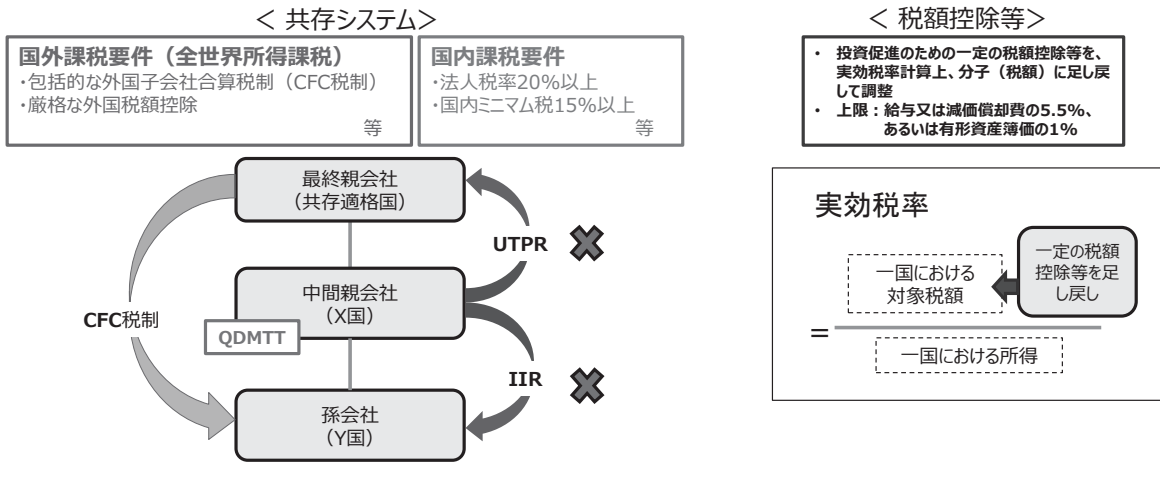 ＜ 共存システム＞
国外課税要件（全世界所得課税）
・包括的な外国子会社合算税制（CFC税制）
・厳格な外国税額控除
等
国内課税要件
・法人税率20％以上
・国内ミニマム税15％以上
等
最終親会社
（共存適格国）
UTPR
中間親会社
（X国）
CFC税制
QDMTT
IIR
孫会社
（Y国）
＜ 税額控除等＞
・ 投資促進のための一定の税額控除等を、
実効税率計算上、分子（税額）に足し戻
して調整
・ 上限：給与又は減価償却費の5.5％、
あるいは有形資産簿価の1％
実効税率
一定の税額
控除等を足
し戻し
一国における
対象税額
＝
一国における所得